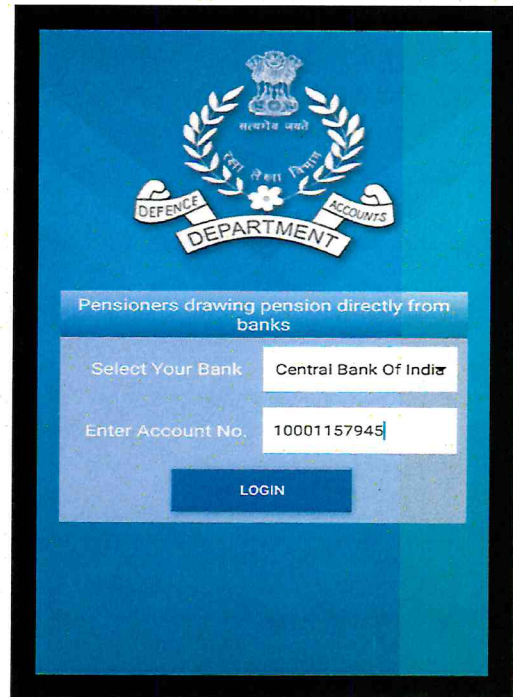 सत्यमेव जयते
रक्षा लेखा विभाग
DEFENCE
ACCOUNTS
DEPARTMENT
Pensioners drawing pension directly from
banks
Select Your Bank
Central Bank Of India
Enter Account No.
10001157945
LOGIN